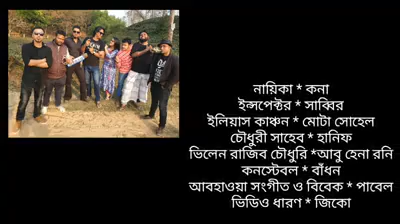 নায়িকা * কনা
ইন্সপেক্টর * সাব্বির
ইলিয়াস কাঞ্চন * মোটা সোহেল
চৌধুরী সাহেব * হানিফ
ভিলেন রাজিব চৌধুরি *আবু হেনা রনি
কনস্টেবল * বাঁধন
আবহাওয়া সংগীত ও বিবেক * পাবেল
ভিডিও ধারণ * জিকো